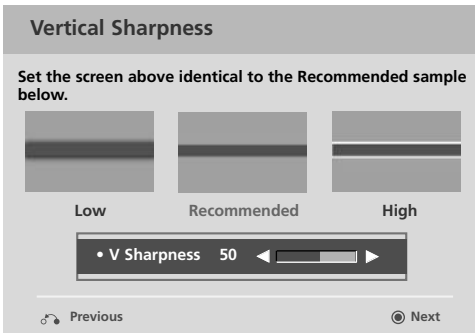 Vertical Sharpness
Set the screen above identical to the Recommended sample
below.
Low Recommended High
• V Sharpness 50
Previous Next